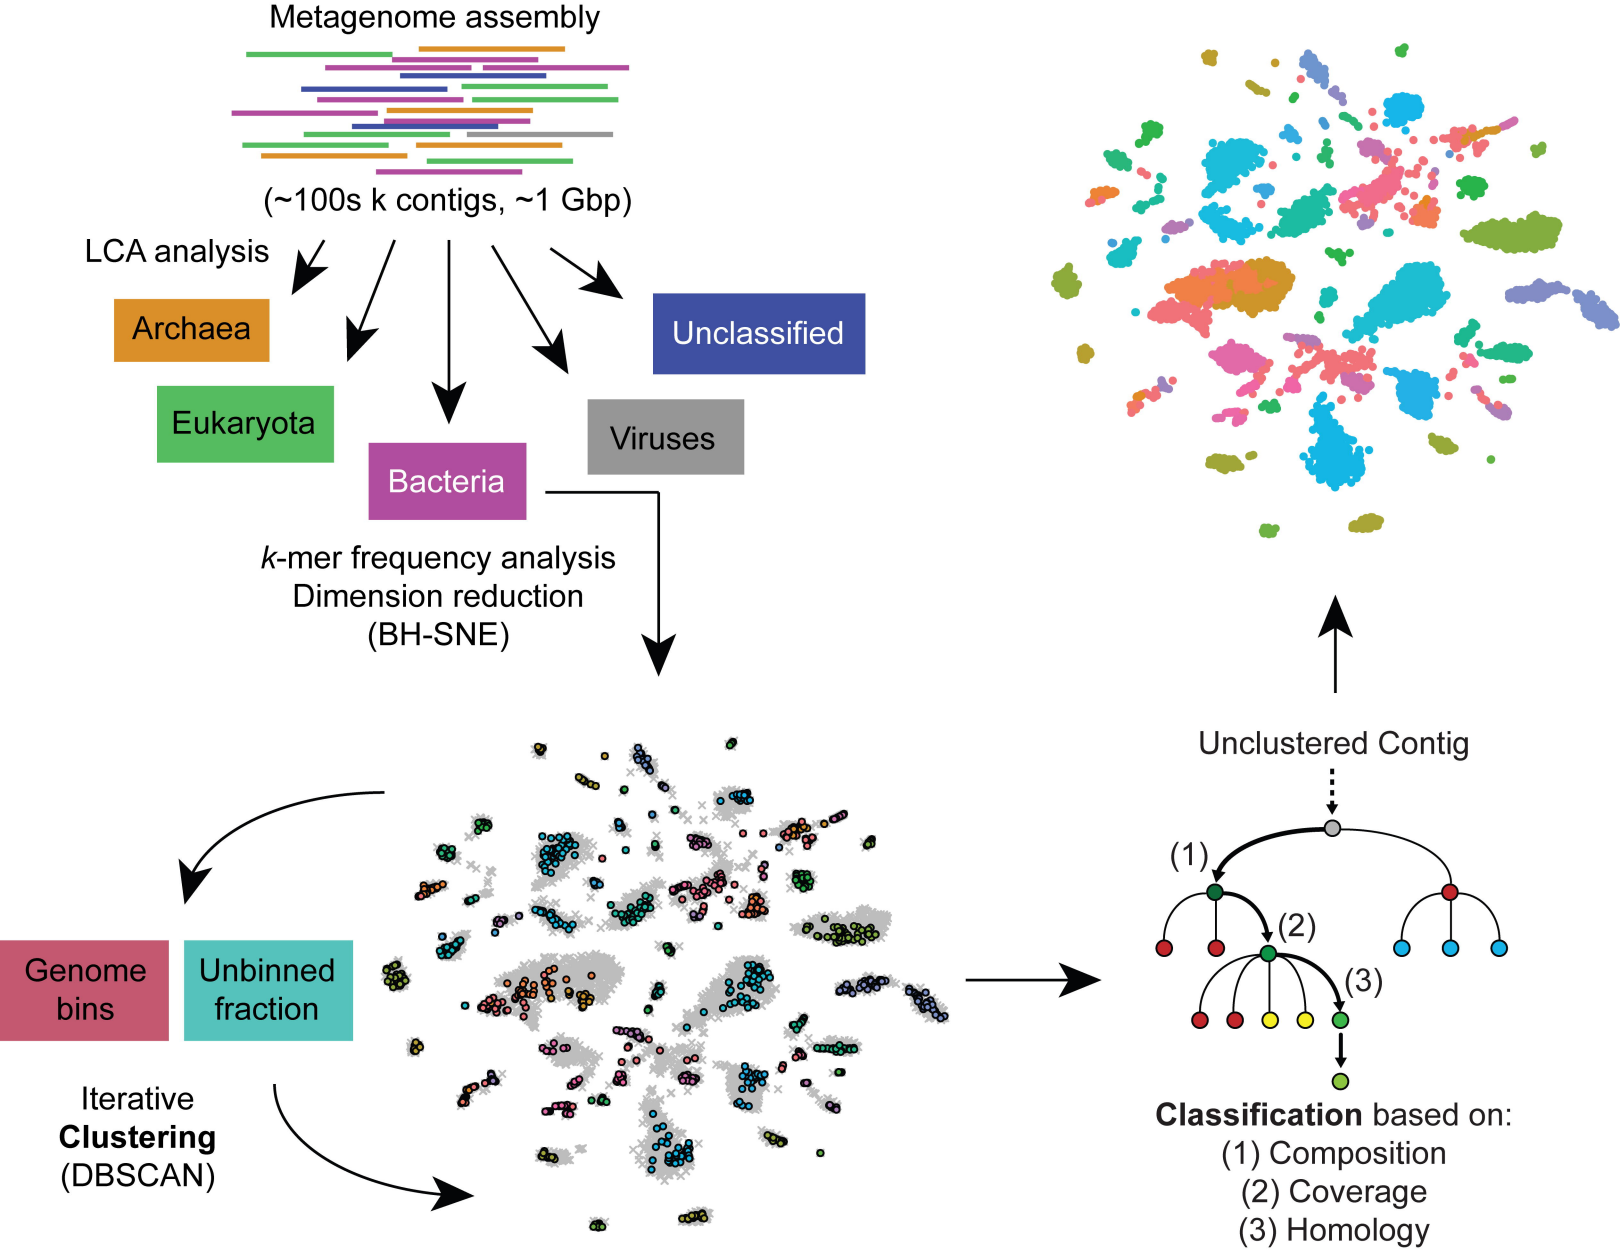 Metagenome assembly
(~100s k contigs, ~1 Gbp)
LCA analysis
Archaea
Unclassified
Eukaryota
Viruses
Bacteria
k-mer frequency analysis
Dimension reduction
(BH-SNE)
Genome
bins
Unbinned
fraction
Iterative
Clustering
(DBSCAN)
Unclustered Contig
(1)
(2)
(3)
Classification based on:
(1) Composition
(2) Coverage
(3) Homology